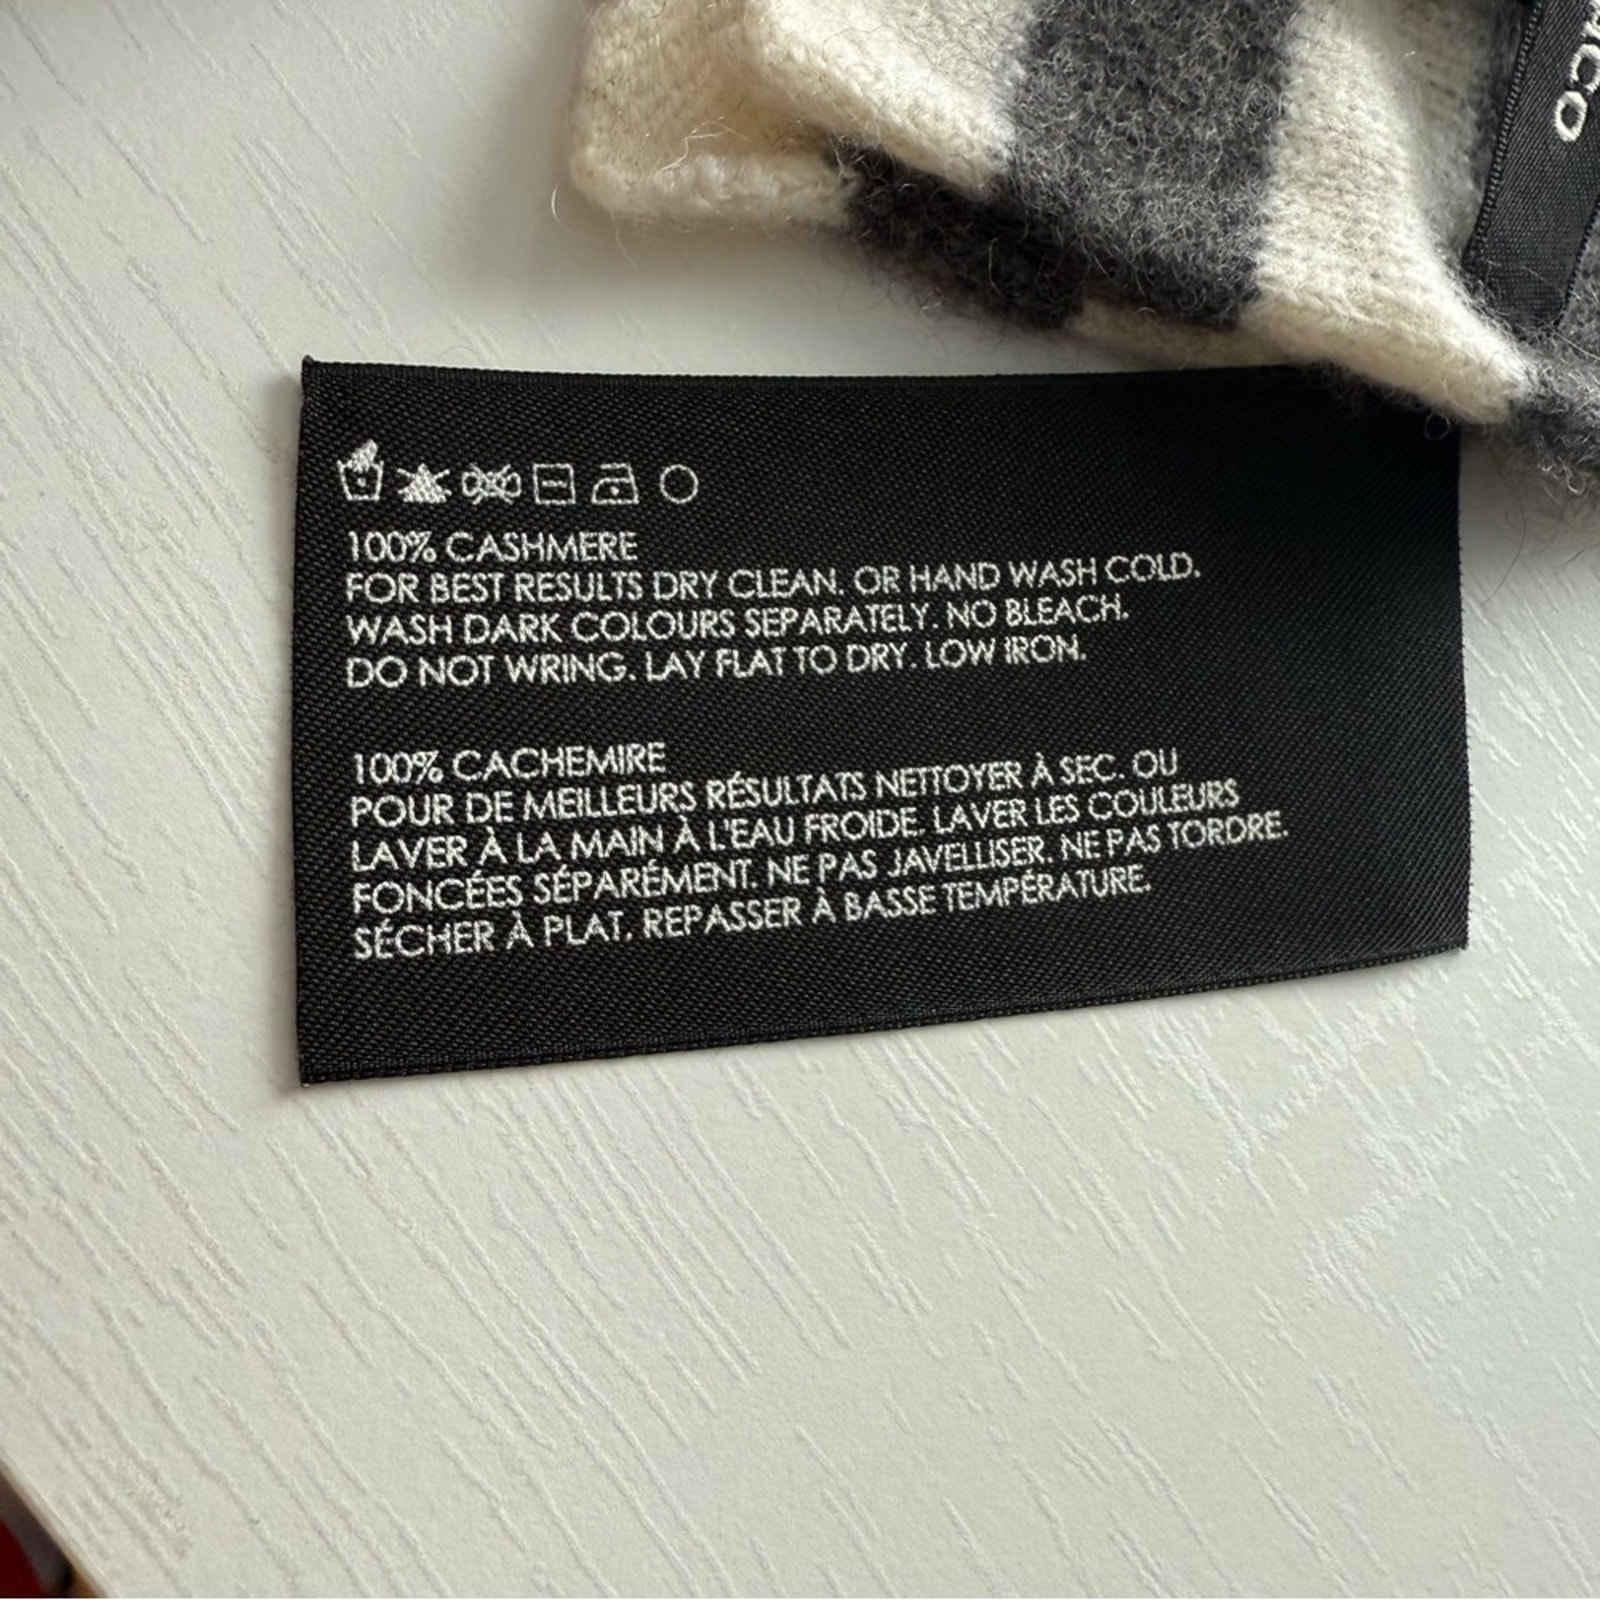 100% CASHMERE
FOR BEST RESULTS DRY CLEAN. OR HAND WASH COLD.
WASH DARK COLOURS SEPARATELY. NO BLEACH.
DO NOT WRING. LAY FLAT TO DRY. LOW IRON.
100% CACHEMIRE
POUR DE MEILLEURS RÉSULTATS NETTOYER À SEC. OU
LAVER À LA MAIN À L'EAU FROIDE. LAVER LES COULEURS
FONCÉES SÉPARÉMENT. NE PAS JAVELLISER. NE PAS TORDRE.
SÉCHER À PLAT. REPASSER À BASSE TEMPÉRATURE.